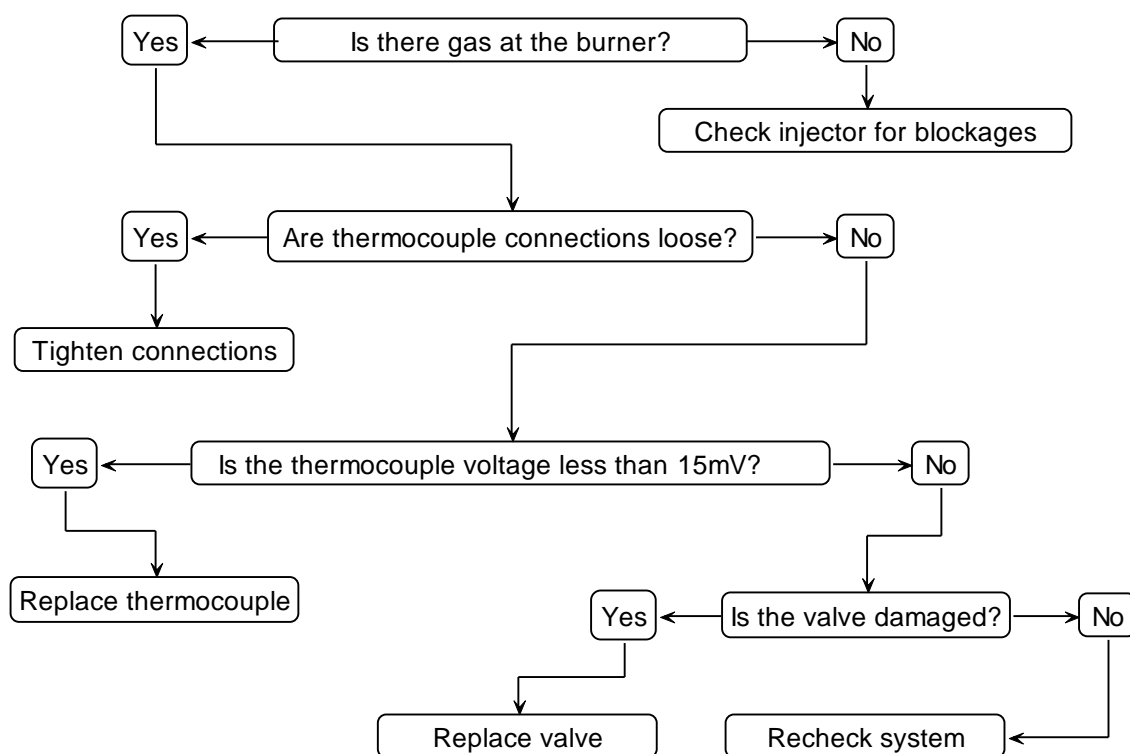 Yes
Is there gas at the burner?
No
Check injector for blockages
Yes
Are thermocouple connections loose?
No
Tighten connections
Yes
Is the thermocouple voltage less than 15mV?
No
Replace thermocouple
Yes
Is the valve damaged?
No
Replace valve
Recheck system